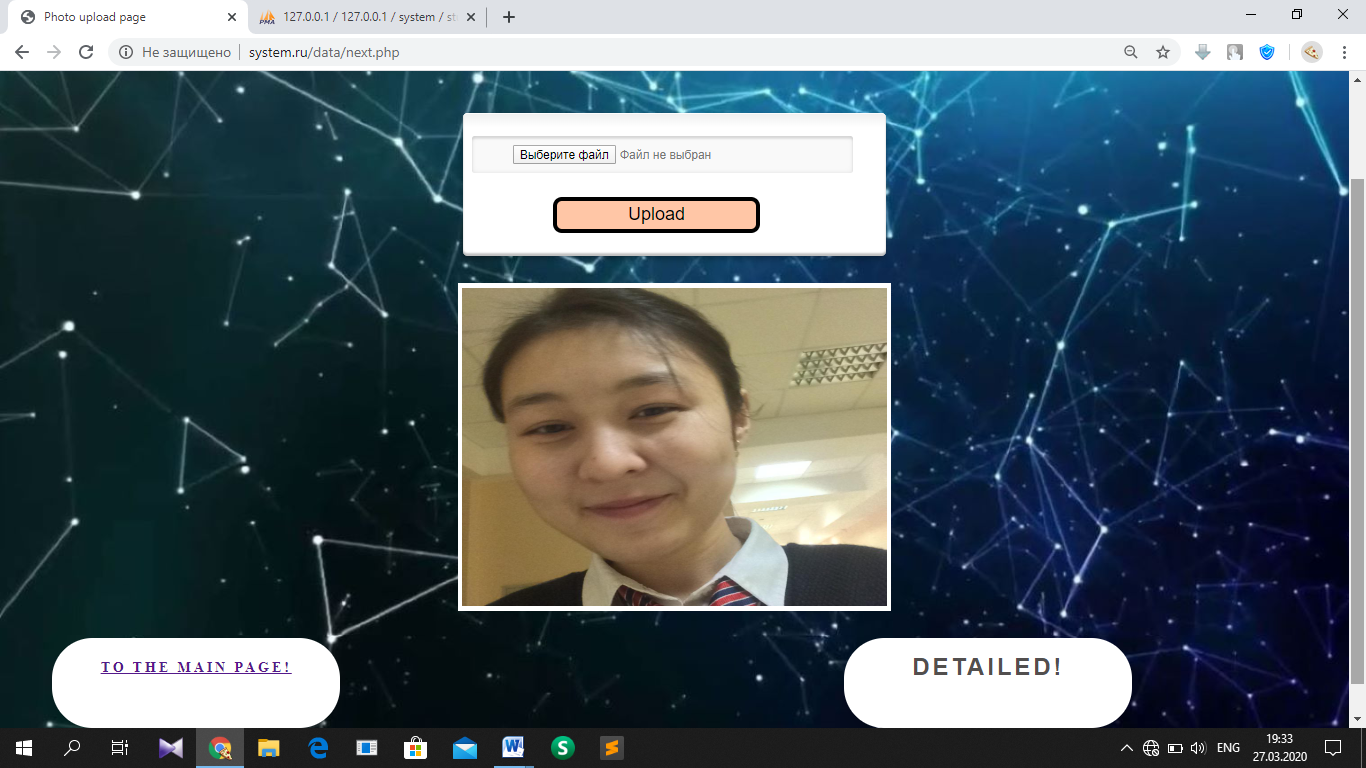 Photo upload page
127.0.0.1 / 127.0.0.1 / system / st
Не защищено
system.ru/data/next.php
Выберите файл Файл не выбран
Upload
TO THE MAIN PAGE!
DETAILED!
ENG
19:33
27.03.2020